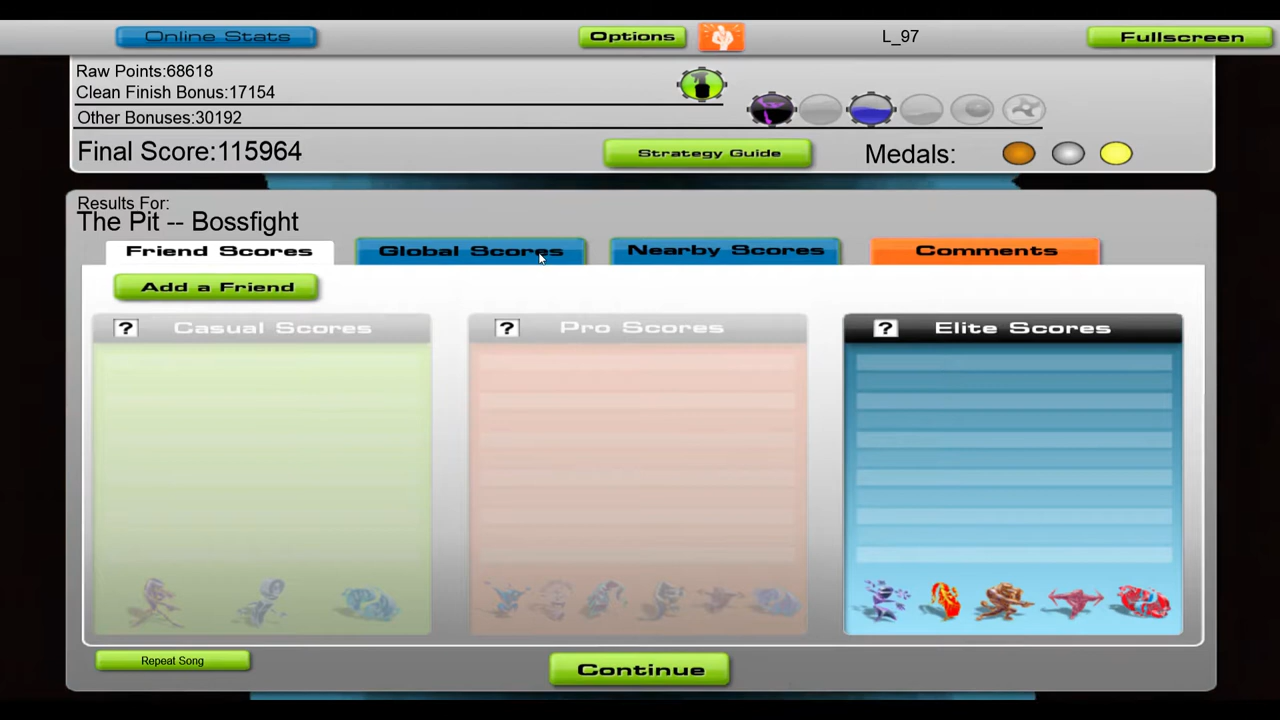 Online Stats
Options
L_97
Fullscreen
Raw Points:68618
Clean Finish Bonus:17154
Other Bonuses:30192
Final Score:115964
Strategy Guide
Medals:
Results For:
The Pit -- Bossfight
Friend Scores
Global Scores
Nearby Scores
Comments
Add a Friend
? Casual Scores
? Pro Scores
? Elite Scores
Repeat Song
Continue